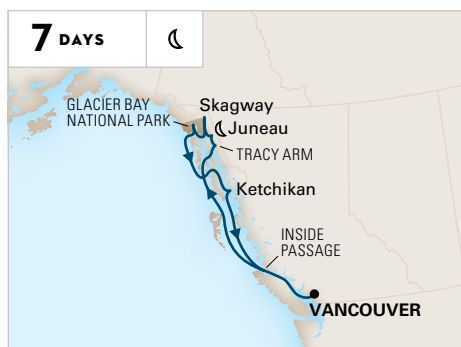 7 DAYS
GLACIER BAY
NATIONAL PARK
Skagway
Juneau
TRACY ARM
Ketchikan
INSIDE
PASSAGE
VANCOUVER